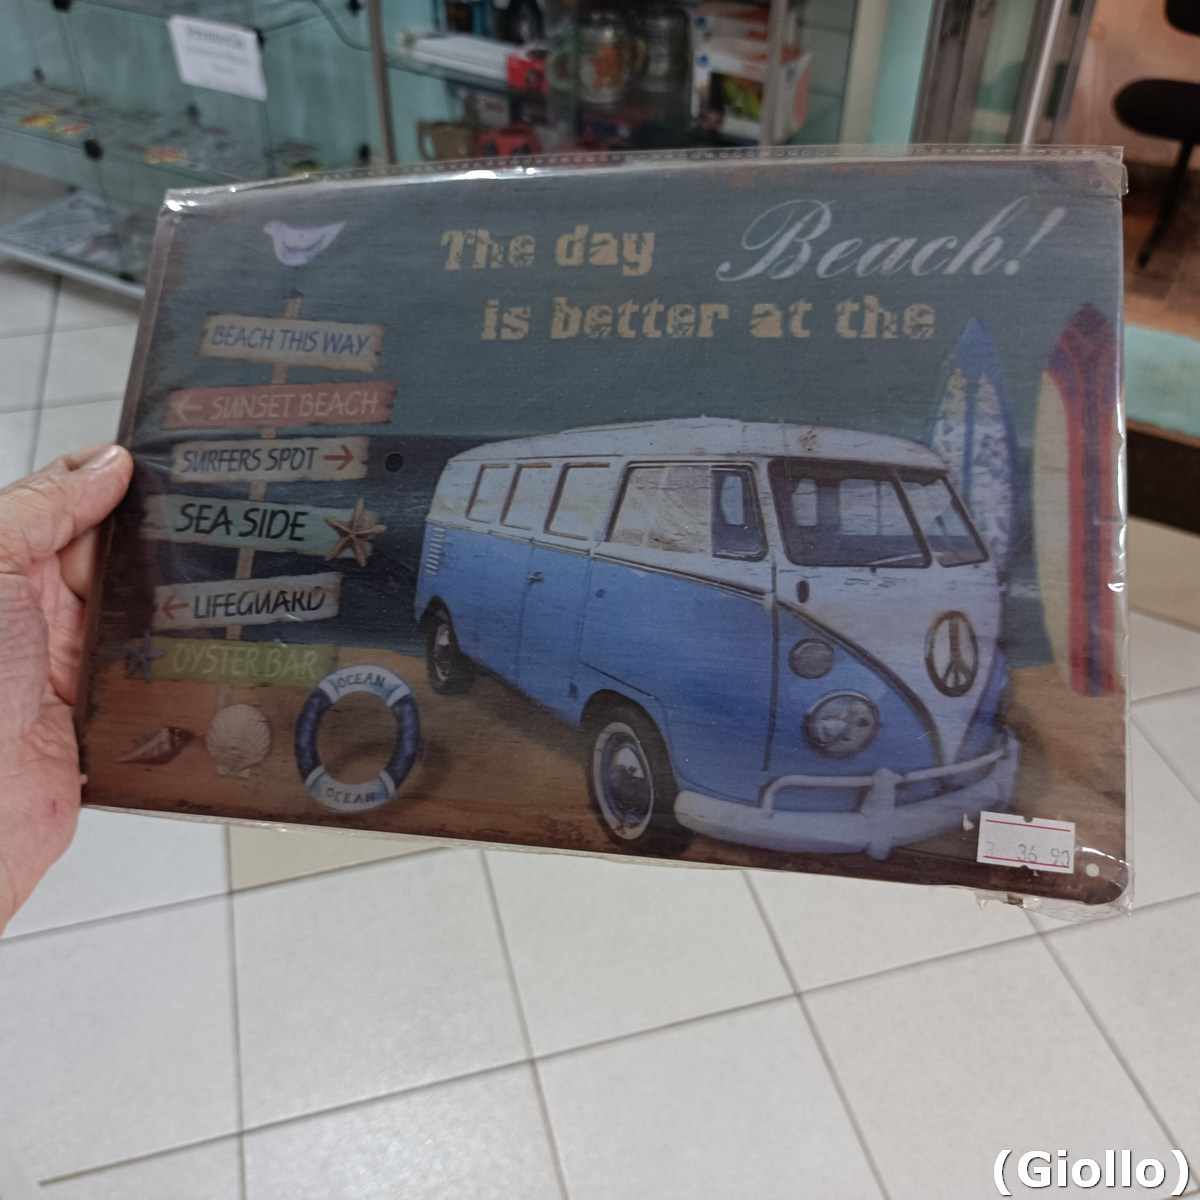 The day Beach!
is better at the
BEACH THIS WAY
← SUNSET BEACH
SURFERS SPOT →
SEA SIDE
← LIFEGUARD
OYSTER BAR
OCEAN
OCEAN
36 90
(Giollo)